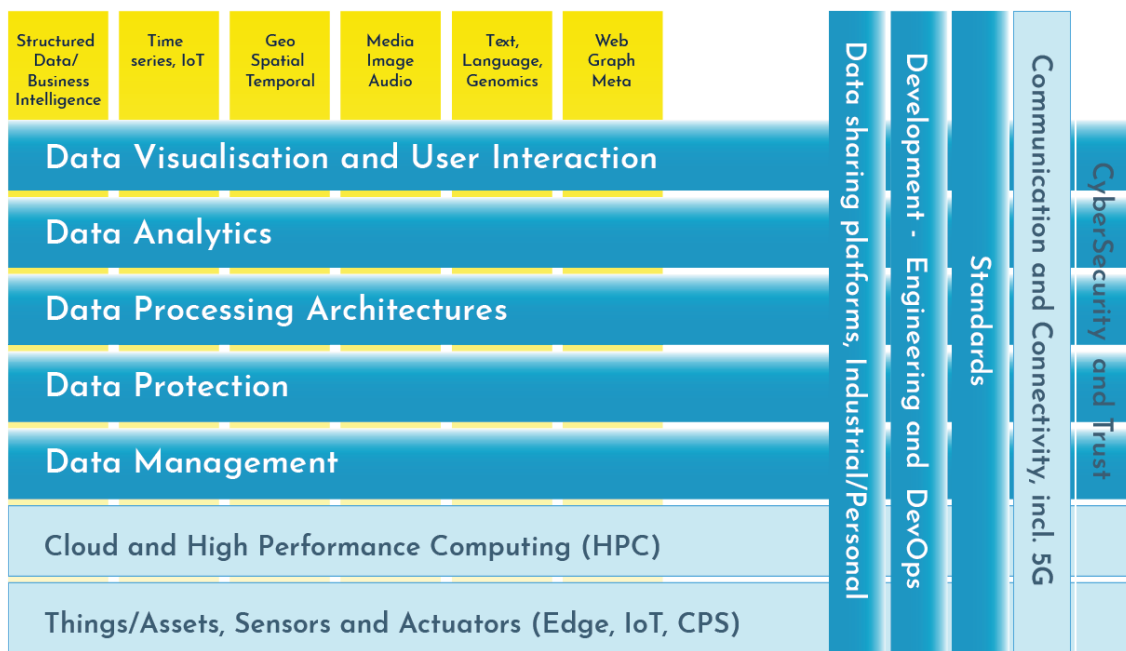 Structured
Data/
Business
Intelligence
Time
series, IoT
Geo
Spatial
Temporal
Media
Image
Audio
Text,
Language,
Genomics
Web
Graph
Meta
Data Visualisation and User Interaction
Data Analytics
Data Processing Architectures
Data Protection
Data Management
Cloud and High Performance Computing (HPC)
Things/Assets, Sensors and Actuators (Edge, IoT, CPS)
Data sharing platforms, Industrial/Personal
Development - Engineering and DevOps
Standards
Communication and Connectivity, incl. 5G
CyberSecurity and Trust